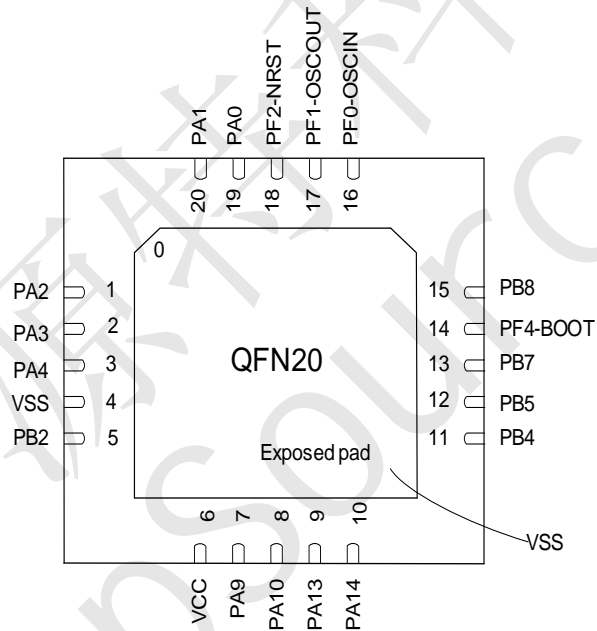 PA1
PA0
PF2-NRST
PF1-OSCOUT
PF0-OSCIN
20
19
18
17
16
0
PA2 1
PA3 2
PA4 3
VSS 4
PB2 5
QFN20
Exposed pad
15 PB8
14 PF4-BOOT
13 PB7
12 PB5
11 PB4
VSS
6
7
8
9
10
VCC
PA9
PA10
PA13
PA14